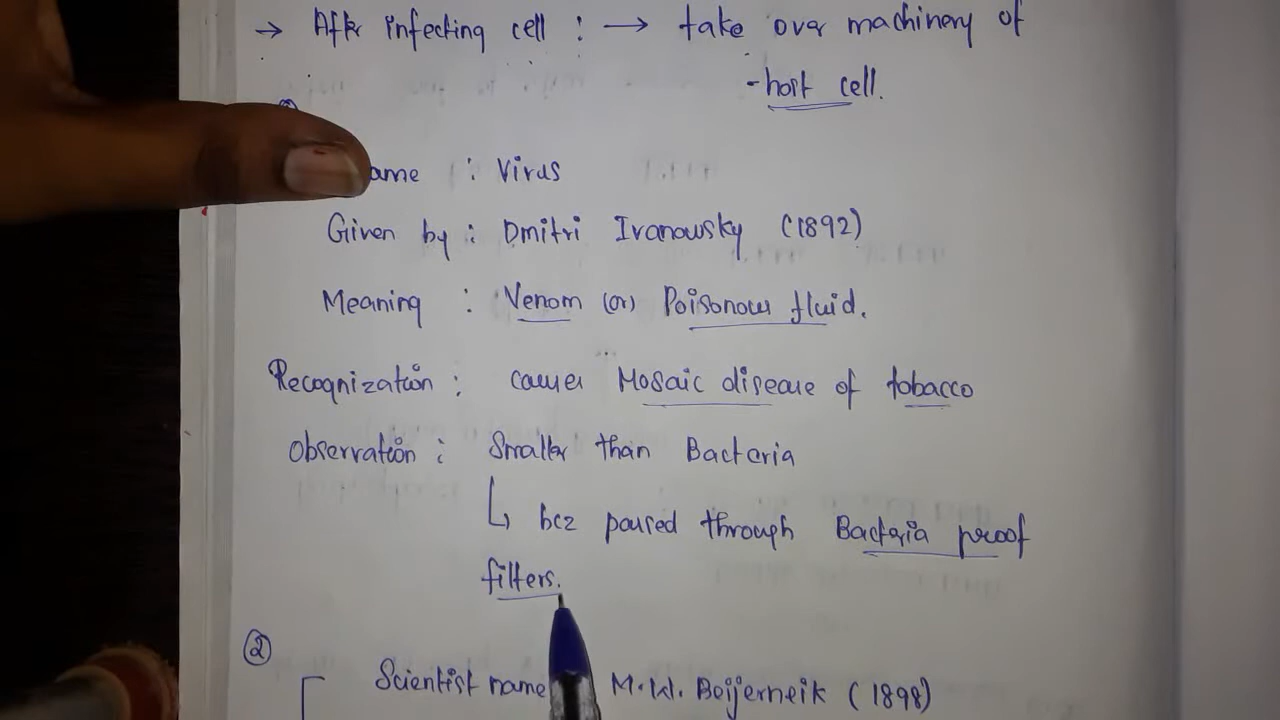 → After infecting cell : → take over machinery of
- host cell.
ame : Virus
Given by : Dmitri Ivanowsky (1892)
Meaning : Venom (or) Poisonous fluid.
Recognization : causes Mosaic disease of tobacco
Observation : Smaller than Bacteria
↳ bcz passed through Bacteria proof
filters.
②
Scientist name M.W. Beijerneik (1898)